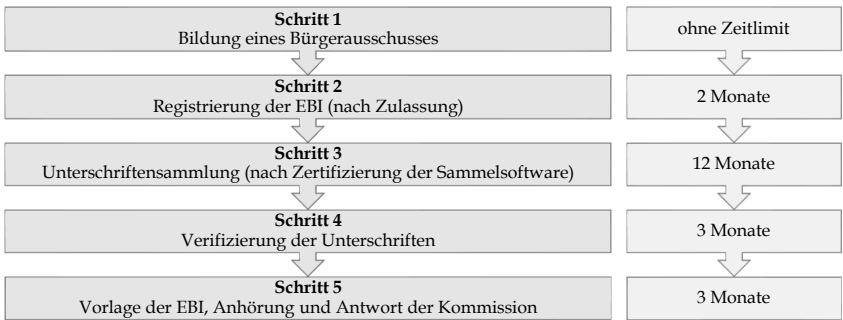 Schritt 1
Bildung eines Bürgerausschusses
ohne Zeitlimit
Schritt 2
Registrierung der EBI (nach Zulassung)
2 Monate
Schritt 3
Unterschriftensammlung (nach Zertifizierung der Sammelsoftware)
12 Monate
Schritt 4
Verifizierung der Unterschriften
3 Monate
Schritt 5
Vorlage der EBI, Anhörung und Antwort der Kommission
3 Monate